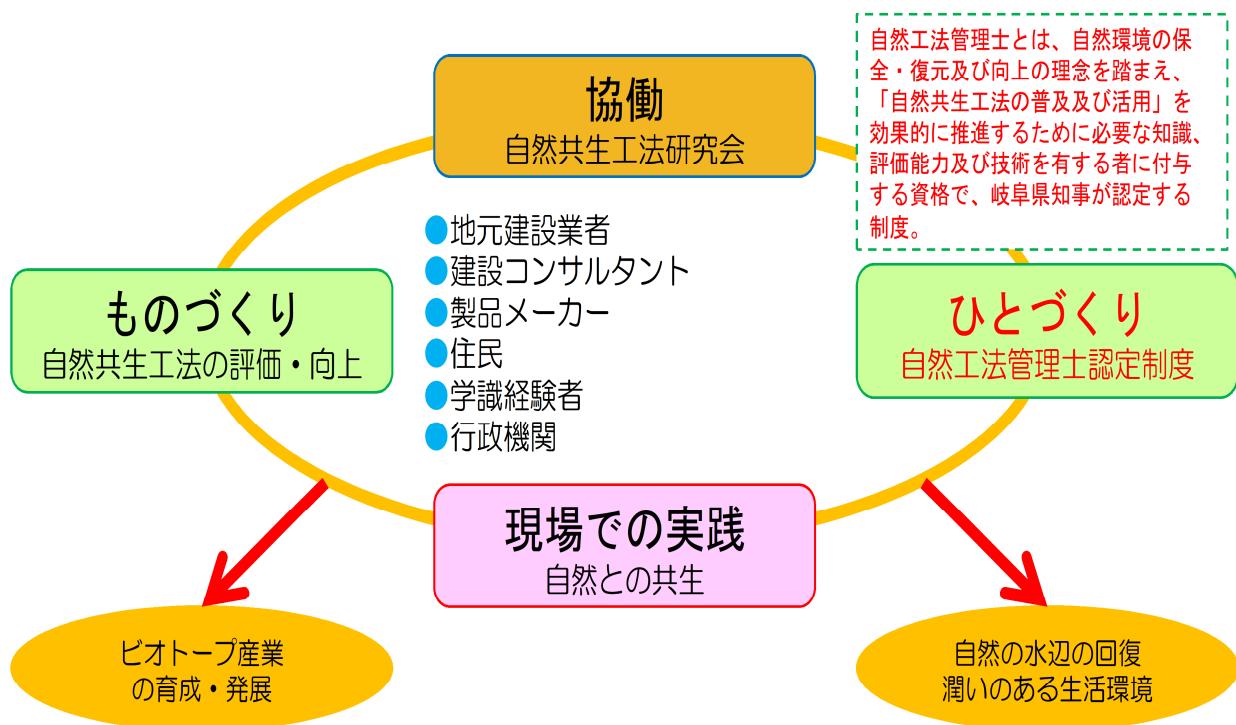 協働
自然共生工法研究会
自然工法管理士とは、自然環境の保
全・復元及び向上の理念を踏まえ、
「自然共生工法の普及及び活用」を
効果的に推進するために必要な知識、
評価能力及び技術を有する者に付与
する資格で、岐阜県知事が認定する
制度。
●地元建設業者
●建設コンサルタント
●製品メーカー
●住民
●学識経験者
●行政機関
ものづくり
自然共生工法の評価・向上
ひとづくり
自然工法管理士認定制度
現場での実践
自然との共生
ビオトープ産業
の育成・発展
自然の水辺の回復
潤いのある生活環境